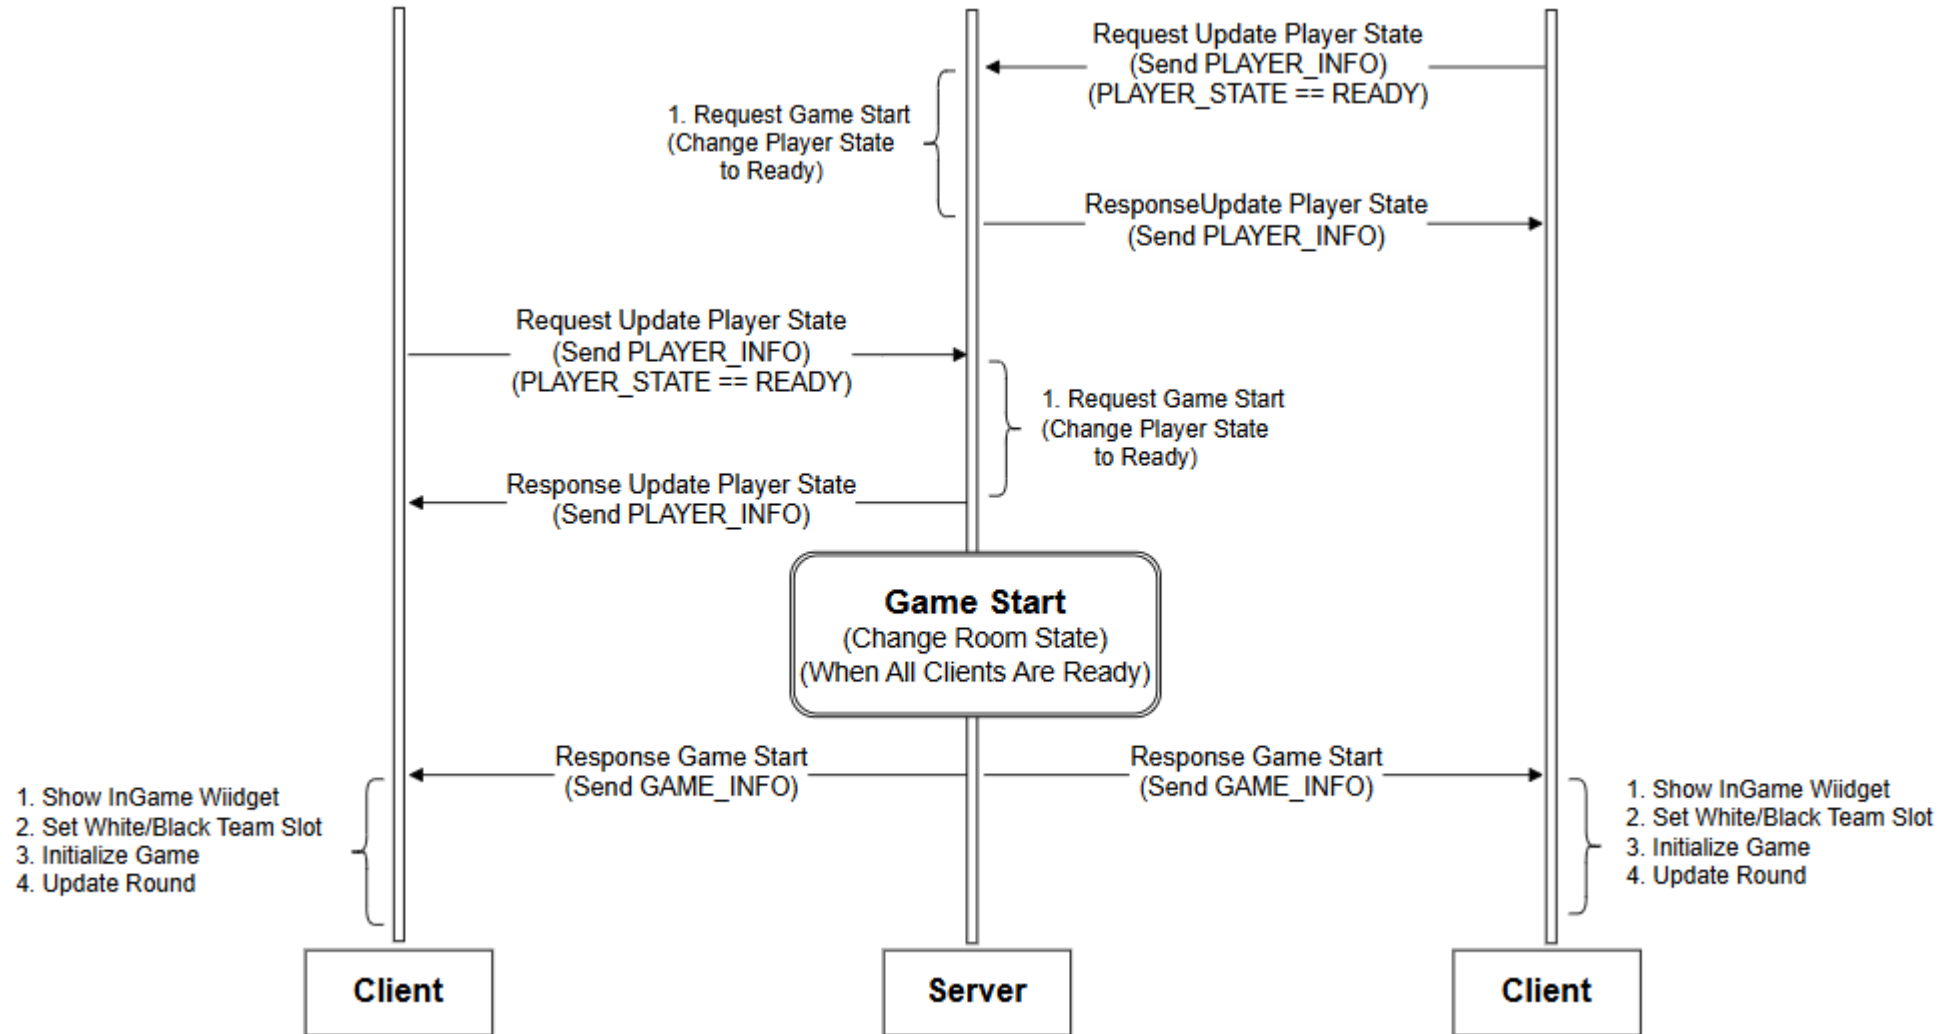 Request Update Player State
(Send PLAYER_INFO)
(PLAYER_STATE == READY)
1. Request Game Start
(Change Player State
to Ready)
ResponseUpdate Player State
(Send PLAYER_INFO)
Request Update Player State
(Send PLAYER_INFO)
(PLAYER_STATE == READY)
1. Request Game Start
(Change Player State
to Ready)
Response Update Player State
(Send PLAYER_INFO)
Game Start
(Change Room State)
(When All Clients Are Ready)
Response Game Start
(Send GAME_INFO)
Response Game Start
(Send GAME_INFO)
1. Show InGame Wiidget
2. Set White/Black Team Slot
3. Initialize Game
4. Update Round
1. Show InGame Wiidget
2. Set White/Black Team Slot
3. Initialize Game
4. Update Round
Client
Server
Client